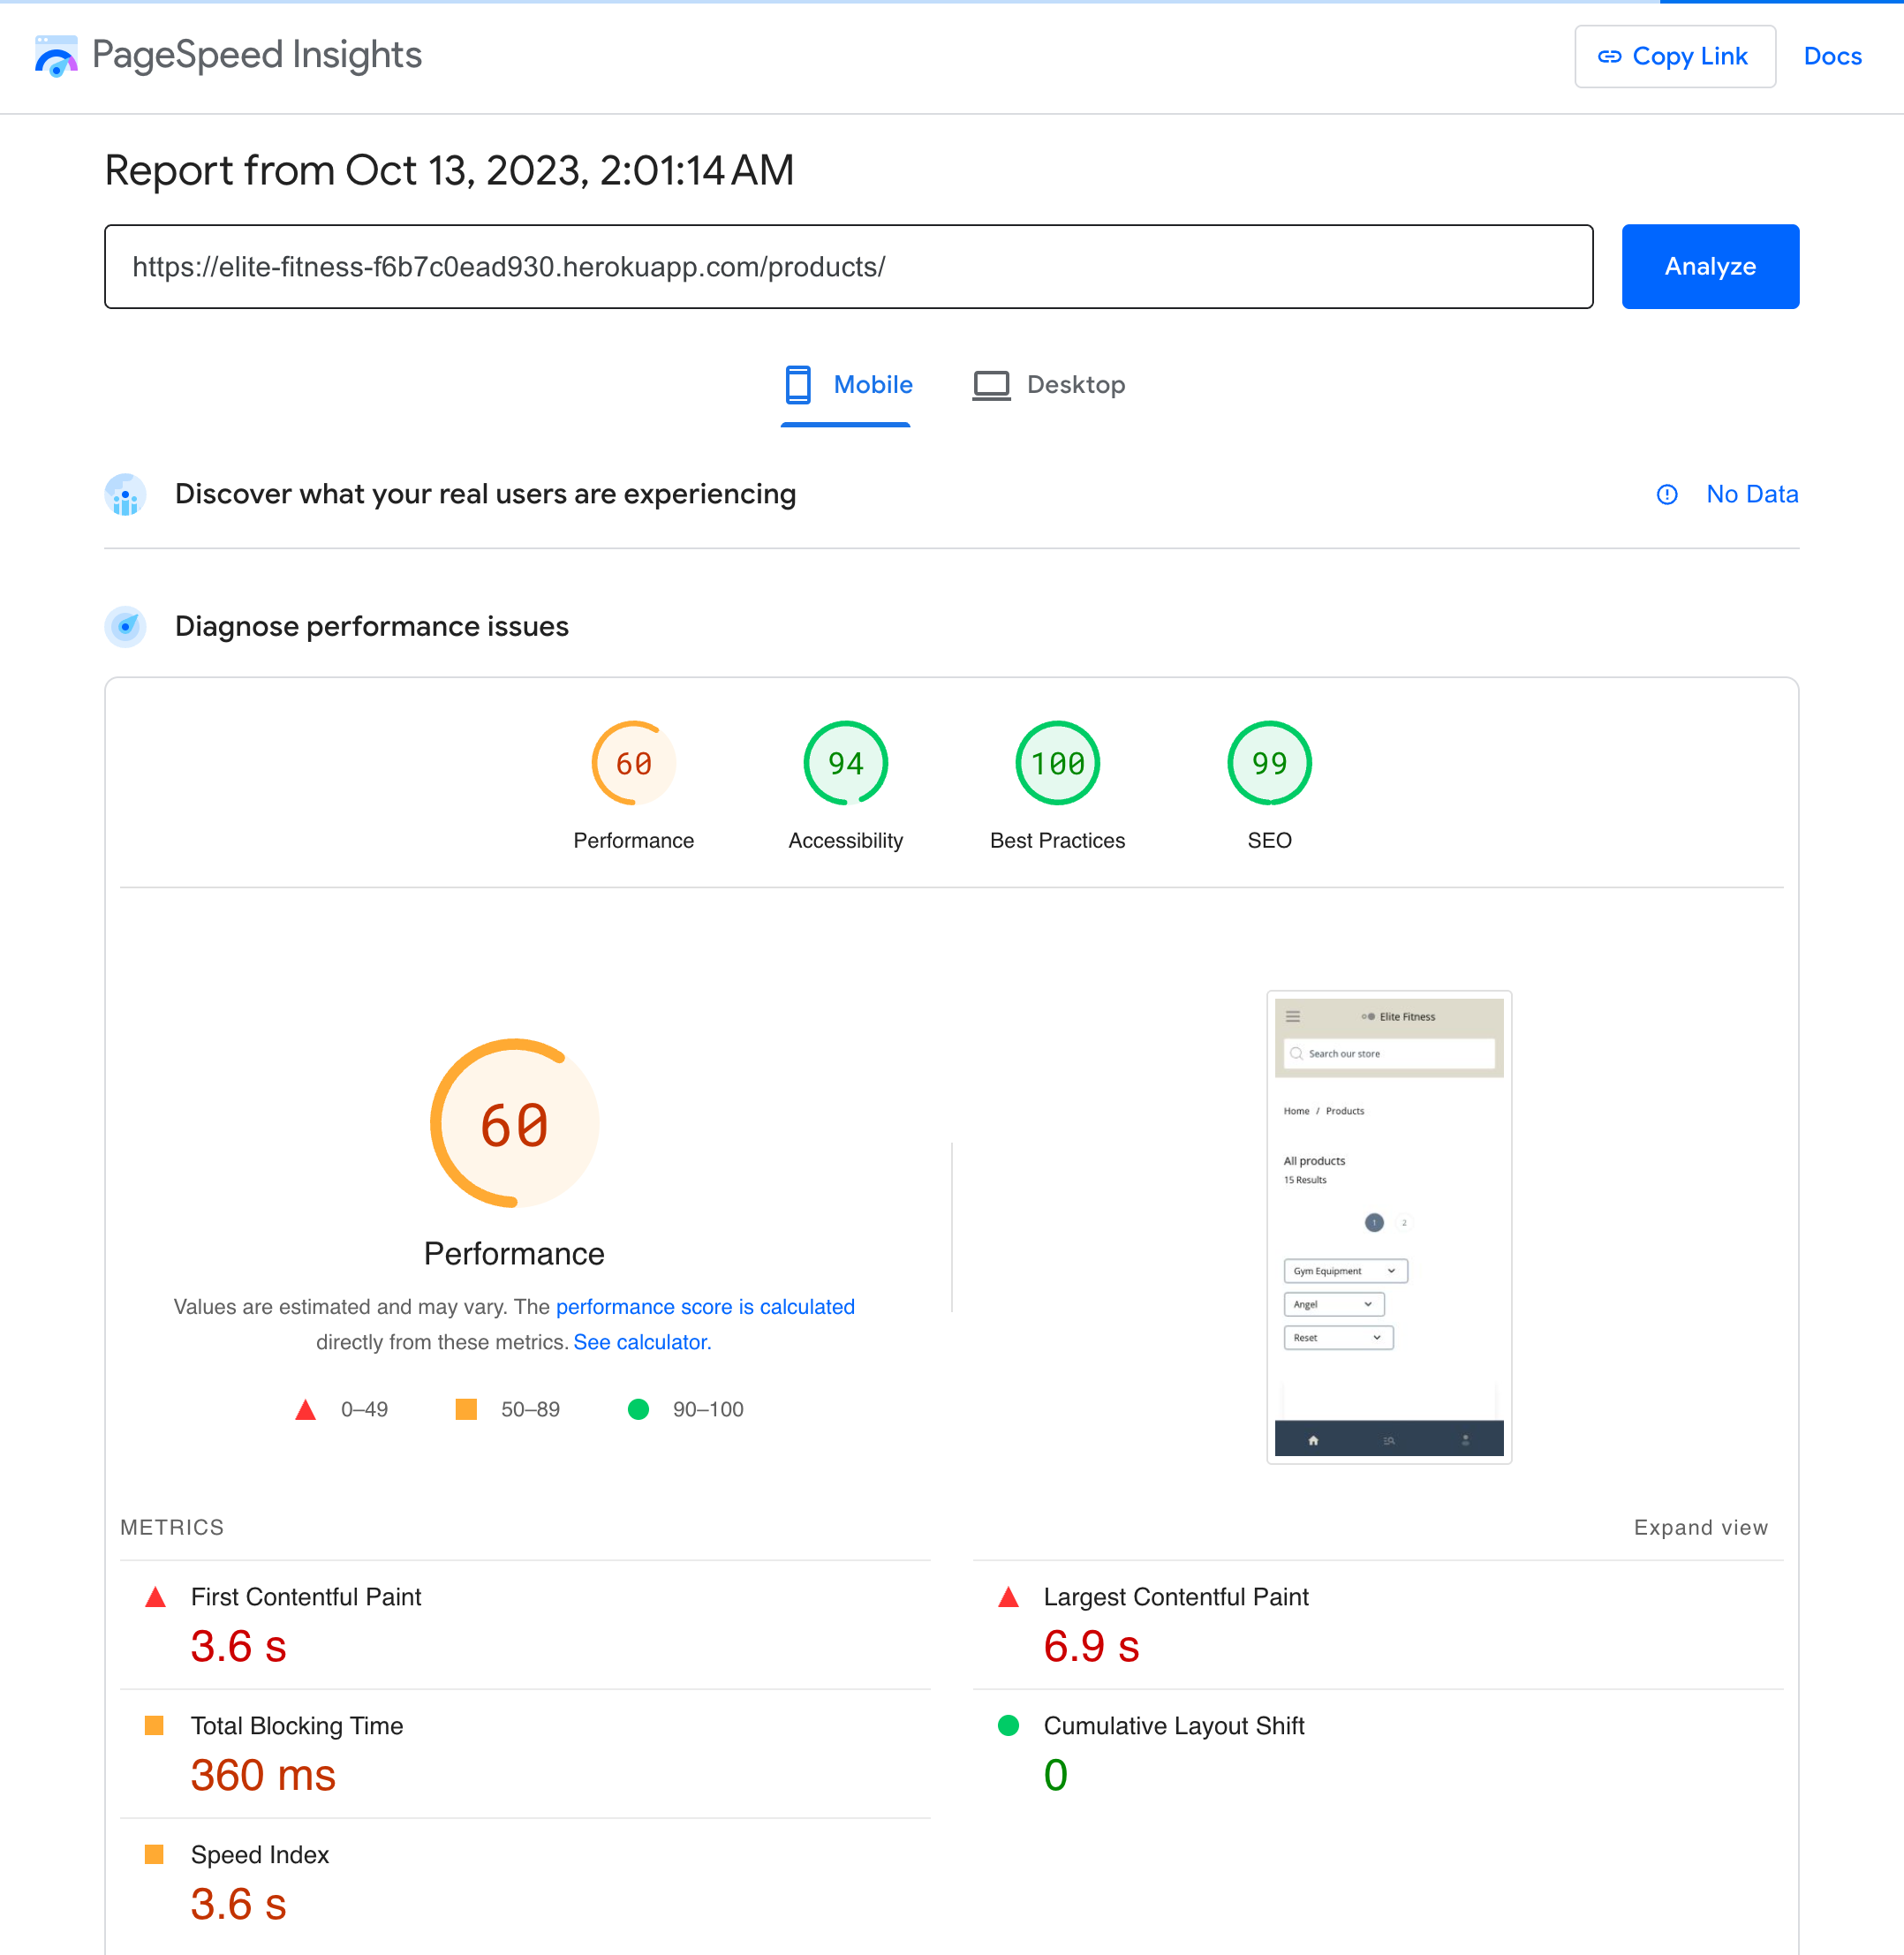 PageSpeed Insights
Copy Link
Docs
Report from Oct 13, 2023, 2:01:14 AM
https://elite-fitness-f6b7c0ead930.herokuapp.com/products/
Analyze
Mobile
Desktop
Discover what your real users are experiencing
No Data
Diagnose performance issues
60
94
100
99
Performance
Accessibility
Best Practices
SEO
60
Performance
Values are estimated and may vary. The performance score is calculated
directly from these metrics. See calculator.
0–49
50–89
90–100
Elite Fitness
Search our store
Home / Products
All products
15 Results
1
2
Gym Equipment
Angel
Reset
METRICS
Expand view
First Contentful Paint
3.6 s
Largest Contentful Paint
6.9 s
Total Blocking Time
360 ms
Cumulative Layout Shift
0
Speed Index
3.6 s